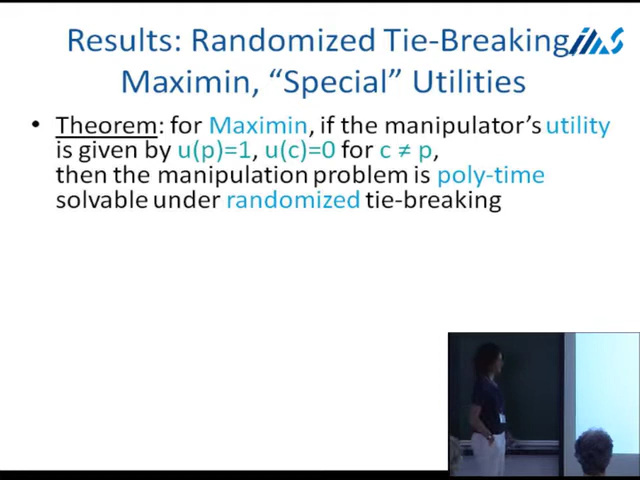 Results: Randomized Tie-Breaking,
Maximin, “Special” Utilities
• Theorem: for Maximin, if the manipulator’s utility
is given by u(p)=1, u(c)=0 for c ≠ p,
then the manipulation problem is poly-time
solvable under randomized tie-breaking